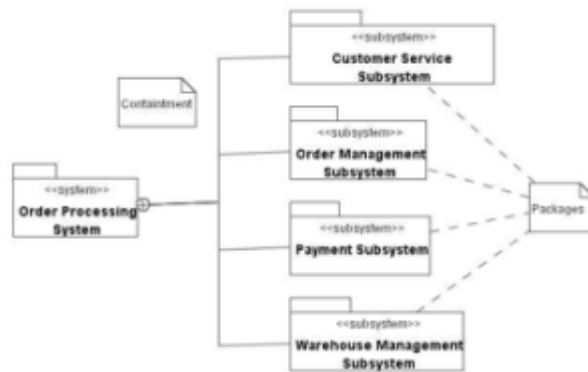 <<subsystem>>
Customer Service
Subsystem
Containtment
<<subsystem>>
Order Management
Subsystem
<<system>>
Order Processing
System
Packages
<<subsystem>>
Payment Subsystem
<<subsystem>>
Warehouse Management
Subsystem